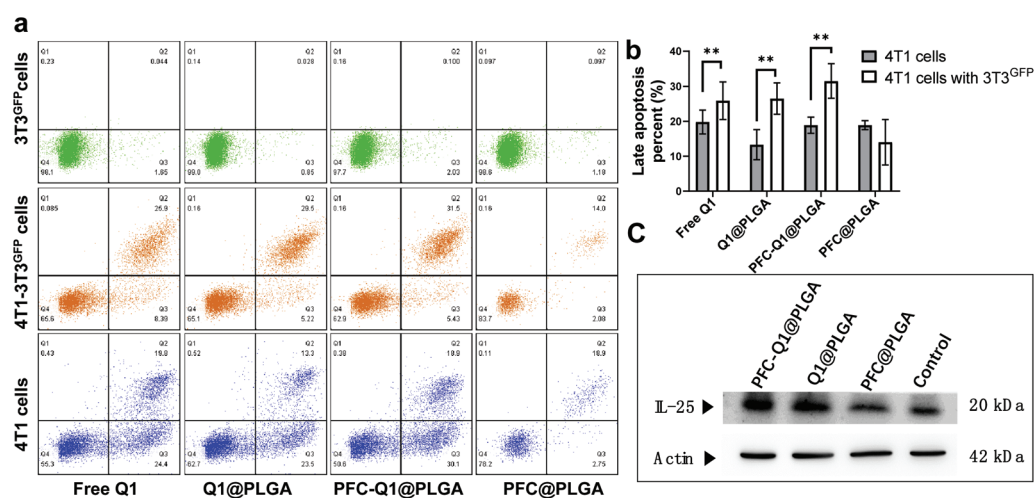 a
3T3GFP cells
Q1
0.23
Q2
0.044
Q4
98.1
Q3
1.65
Q1
0.14
Q2
0.028
Q4
99.0
Q3
0.85
Q1
0.16
Q2
0.100
Q4
97.7
Q3
2.03
Q1
0.097
Q2
0.097
Q4
98.6
Q3
1.18
4T1-3T3GFP cells
Q1
0.085
Q2
25.9
Q4
65.6
Q3
8.39
Q1
0.16
Q2
29.5
Q4
65.1
Q3
5.22
Q1
0.16
Q2
31.5
Q4
62.9
Q3
5.43
Q1
0.16
Q2
14.0
Q4
83.7
Q3
2.08
4T1 cells
Q1
0.43
Q2
19.8
Q4
55.3
Q3
24.4
Q1
0.52
Q2
13.3
Q4
62.7
Q3
23.5
Q1
0.38
Q2
18.9
Q4
50.6
Q3
30.1
Q1
0.11
Q2
18.9
Q4
78.2
Q3
2.75
Free Q1
Q1@PLGA
PFC-Q1@PLGA
PFC@PLGA
b
Late apoptosis
percent (%)
40
30
20
10
0
**
**
**
4T1 cells
4T1 cells with 3T3GFP
Free Q1
Q1@PLGA
PFC-Q1@PLGA
PFC@PLGA
C
PFC-Q1@PLGA
Q1@PLGA
PFC@PLGA
Control
IL-25
20 kDa
Actin
42 kDa